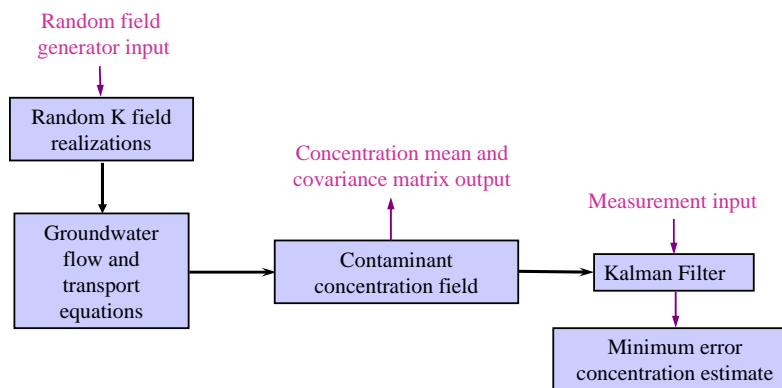 Random field
generator input
Random K field
realizations
Concentration mean and
covariance matrix output
Measurement input
Groundwater
flow and
transport
equations
Contaminant
concentration field
Kalman Filter
Minimum error
concentration estimate